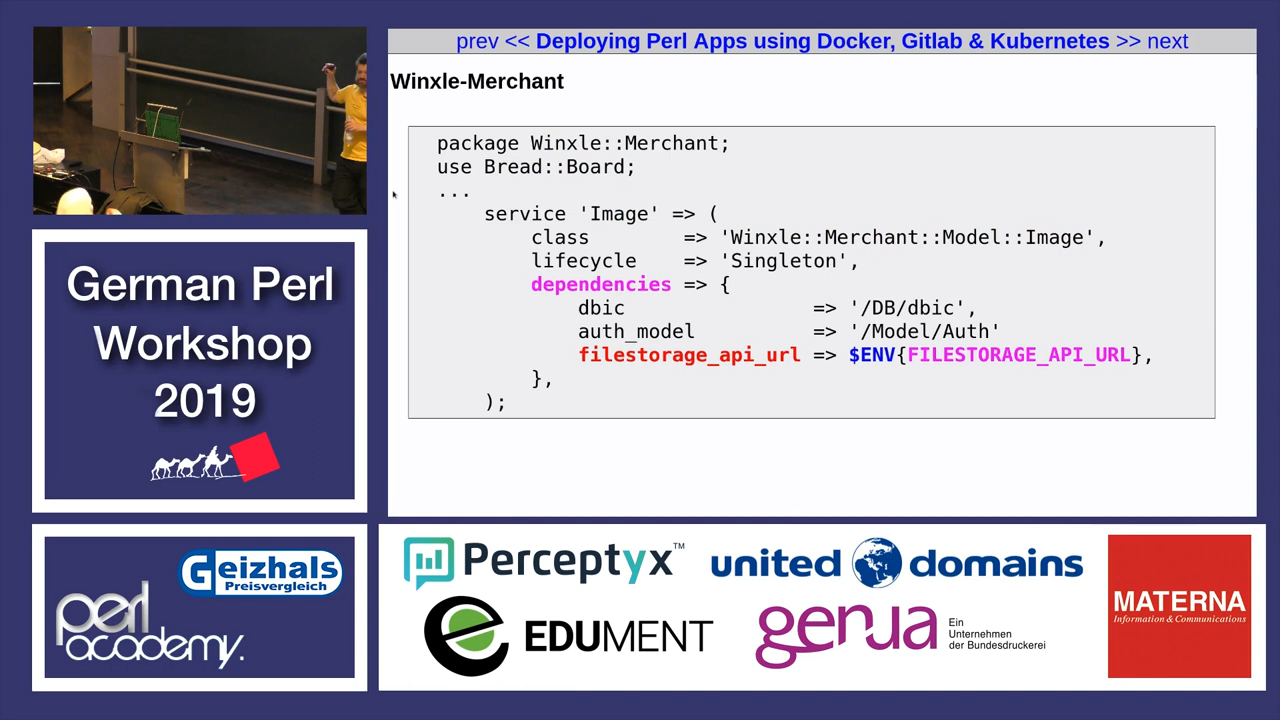 prev << Deploying Perl Apps using Docker, Gitlab & Kubernetes >> next
Winxle-Merchant
package Winxle::Merchant;
use Bread::Board;
...
service 'Image' => (
class => 'Winxle::Merchant::Model::Image',
lifecycle => 'Singleton',
dependencies => {
dbic => '/DB/dbic',
auth_model => '/Model/Auth'
filestorage_api_url => $ENV{FILESTORAGE_API_URL},
},
);
German Perl
Workshop
2019
Geizhals
Preisvergleich
perl
academy.
Perceptyx™
united domains
EDUMENT
genua
Ein
Unternehmen
der Bundesdruckerei
MATERNA
Information & Communications